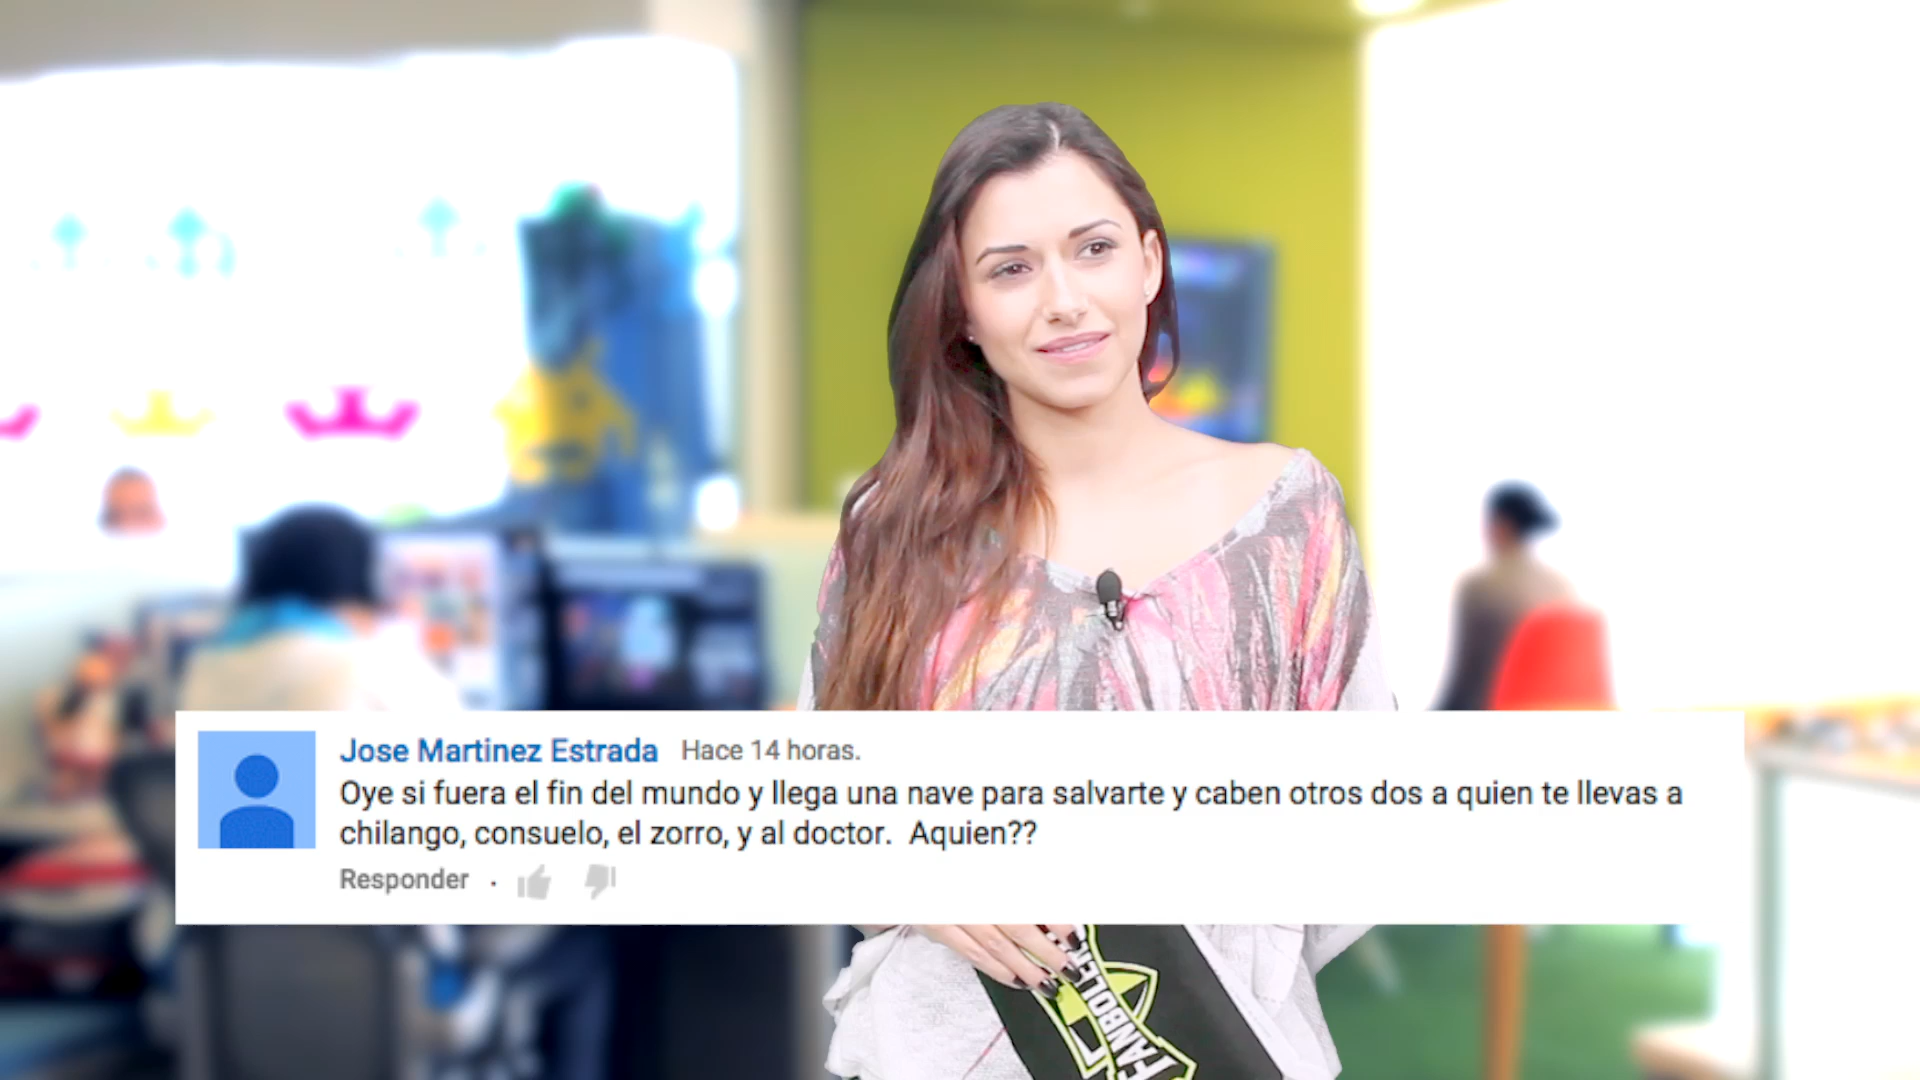 Jose Martinez Estrada Hace 14 horas.
Oye si fuera el fin del mundo y llega una nave para salvarte y caben otros dos a quien te llevas a
chilango, consuelo, el zorro, y al doctor. Aquien??
Responder ·
FANBOLER